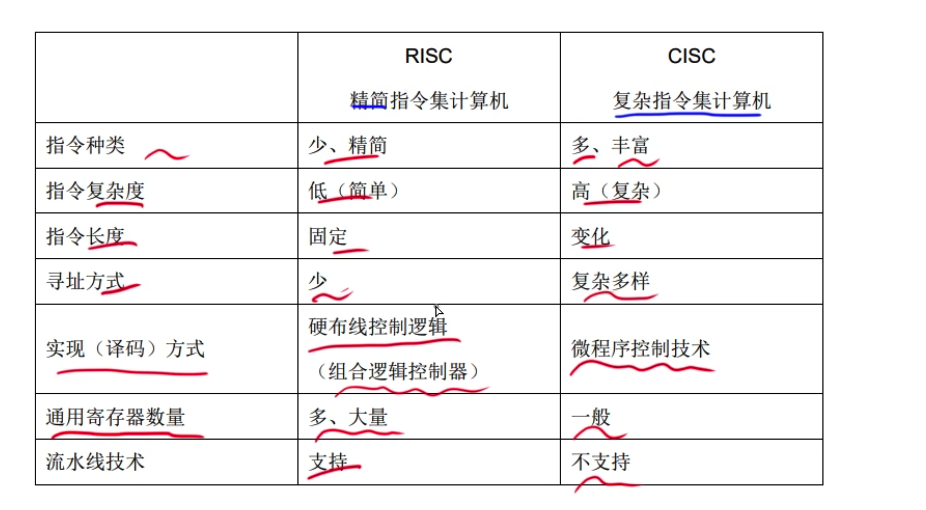 RISC
精简指令集计算机
CISC
复杂指令集计算机
指令种类
少、精简
多、丰富
指令复杂度
低（简单）
高（复杂）
指令长度
固定
变化
寻址方式
少
复杂多样
实现（译码）方式
硬布线控制逻辑
（组合逻辑控制器）
微程序控制技术
通用寄存器数量
多、大量
一般
流水线技术
支持
不支持